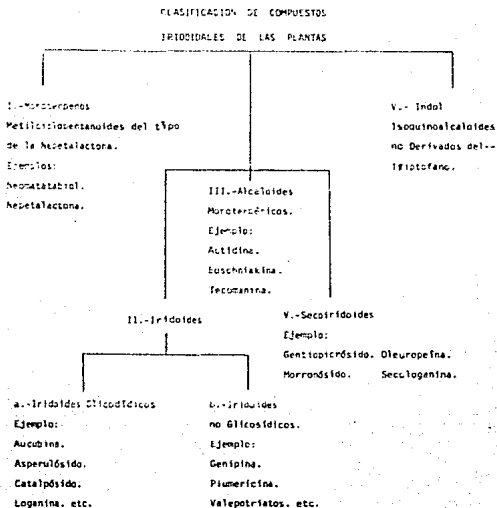 CLASIFICACION DE COMPUESTOS
IRIDOIDALES DE LAS PLANTAS
I.-Monoterpenos
Metilciclopentanoides del tipo
de la Nepetalactona.
Ejemplos:
Neomatatabiol.
Nepetalactona.
V.- Indol
Isoquinoalcaloides
no Derivados del--
Triptofano.
III.-Alcaloides
Monoterpénicos.
Ejemplo:
Actidina.
Boschniakina.
Tecomanina.
II.-Iridoides
V.-Secoiridoides
Ejemplo:
Gentiopicrósido. Oleuropeína.
Morronósido. Secologanina.
a.-Iridoides Glicosídicos
Ejemplo:
Aucubina.
Asperulósido.
Catalpósido.
Loganina. etc.
b.-Iridoides
no Glicosídicos.
Ejemplo:
Genipina.
Plumericina.
Valepotriatos. etc.